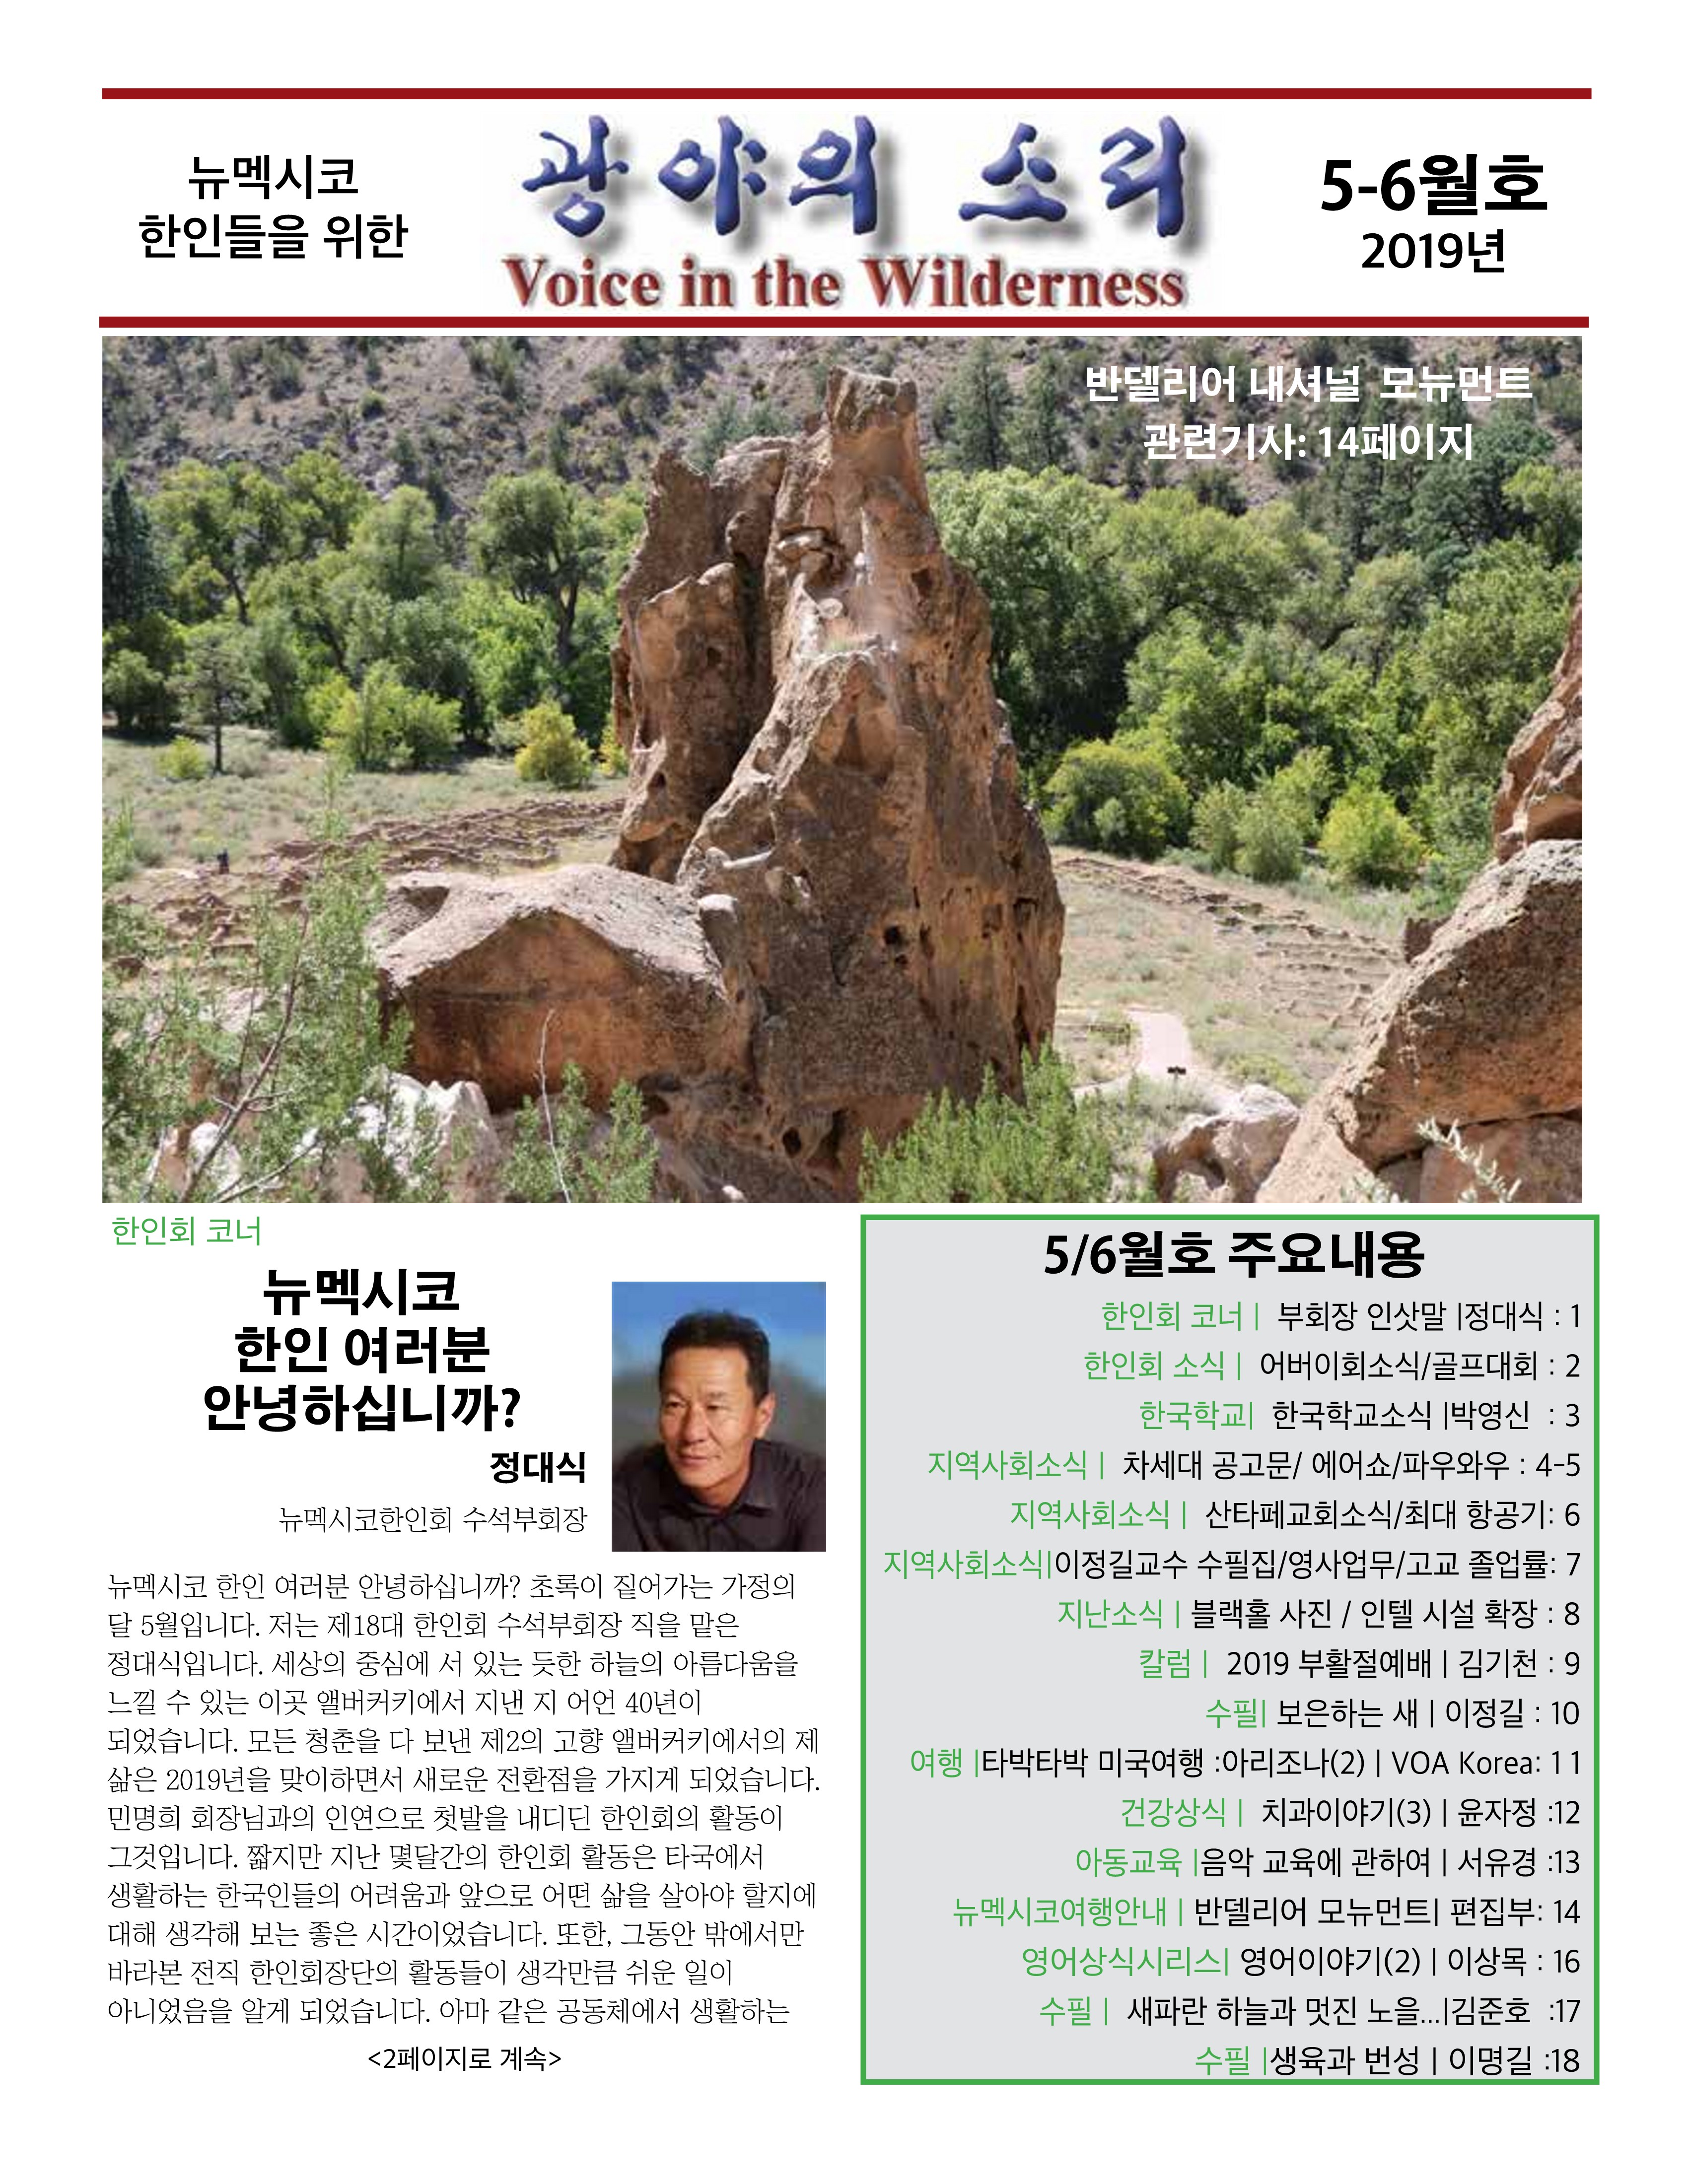 뉴멕시코
한인들을 위한
광야의 소리
Voice in the Wilderness
5-6월호
2019년
반델리어 내셔널 모뉴먼트
관련기사: 14페이지
한인회 코너
뉴멕시코
한인 여러분
안녕하십니까?
정대식
뉴멕시코한인회 수석부회장
뉴멕시코 한인 여러분 안녕하십니까? 초록이 짙어가는 가정의
달 5월입니다. 저는 제18대 한인회 수석부회장 직을 맡은
정대식입니다. 세상의 중심에 서 있는 듯한 하늘의 아름다움을
느낄 수 있는 이곳 앨버커키에서 지낸 지 어언 40년이
되었습니다. 모든 청춘을 다 보낸 제2의 고향 앨버커키에서의 제
삶은 2019년을 맞이하면서 새로운 전환점을 가지게 되었습니다.
민명희 회장님과의 인연으로 첫발을 내디딘 한인회의 활동이
그것입니다. 짧지만 지난 몇달간의 한인회 활동은 타국에서
생활하는 한국인들의 어려움과 앞으로 어떤 삶을 살아야 할지에
대해 생각해 보는 좋은 시간이었습니다. 또한, 그동안 밖에서만
바라본 전직 한인회장단의 활동들이 생각만큼 쉬운 일이
아니었음을 알게 되었습니다. 아마 같은 공동체에서 생활하는
<2페이지로 계속>
5/6월호 주요내용
한인회 코너 | 부회장 인삿말 |정대식 : 1
한인회 소식 | 어버이회소식/골프대회 : 2
한국학교| 한국학교소식 |박영신 : 3
지역사회소식 | 차세대 공고문/ 에어쇼/파우와우 : 4-5
지역사회소식 | 산타페교회소식/최대 항공기: 6
지역사회소식|이정길교수 수필집/영사업무/고교 졸업률: 7
지난소식 | 블랙홀 사진 / 인텔 시설 확장 : 8
칼럼 | 2019 부활절예배 | 김기천 : 9
수필| 보은하는 새 | 이정길 : 10
여행 |타박타박 미국여행 :아리조나(2) | VOA Korea: 11
건강상식 | 치과이야기(3) | 윤자정 :12
아동교육 |음악 교육에 관하여 | 서유경 :13
뉴멕시코여행안내 | 반델리어 모뉴먼트| 편집부: 14
영어상식시리스| 영어이야기(2) | 이상목 : 16
수필 | 새파란 하늘과 멋진 노을...|김준호 :17
수필 |생육과 번성 | 이명길 :18